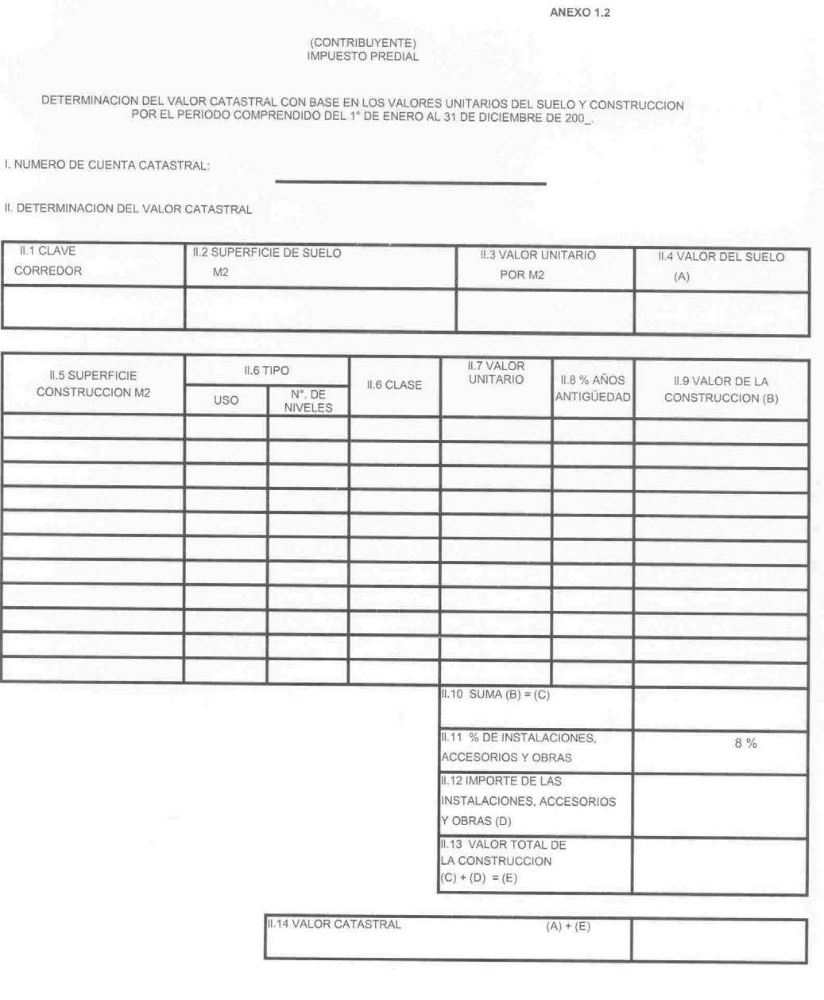 ANEXO 1.2
(CONTRIBUYENTE)
IMPUESTO PREDIAL
DETERMINACION DEL VALOR CATASTRAL CON BASE EN LOS VALORES UNITARIOS DEL SUELO Y CONSTRUCCION
POR EL PERIODO COMPRENDIDO DEL 1° DE ENERO AL 31 DE DICIEMBRE DE 200_.
I. NUMERO DE CUENTA CATASTRAL:
II. DETERMINACION DEL VALOR CATASTRAL
II.1 CLAVE
CORREDOR
II.2 SUPERFICIE DE SUELO
M2
II.3 VALOR UNITARIO
POR M2
II.4 VALOR DEL SUELO
(A)
II.5 SUPERFICIE
CONSTRUCCION M2
II.6 TIPO
USO
N°. DE
NIVELES
II.6 CLASE
II.7 VALOR
UNITARIO
II.8 % AÑOS
ANTIGÜEDAD
II.9 VALOR DE LA
CONSTRUCCION (B)
II.10 SUMA (B) = (C)
II.11 % DE INSTALACIONES,
ACCESORIOS Y OBRAS
8 %
II.12 IMPORTE DE LAS
INSTALACIONES, ACCESORIOS
Y OBRAS (D)
II.13 VALOR TOTAL DE
LA CONSTRUCCION
(C) + (D) = (E)
II.14 VALOR CATASTRAL (A) + (E)